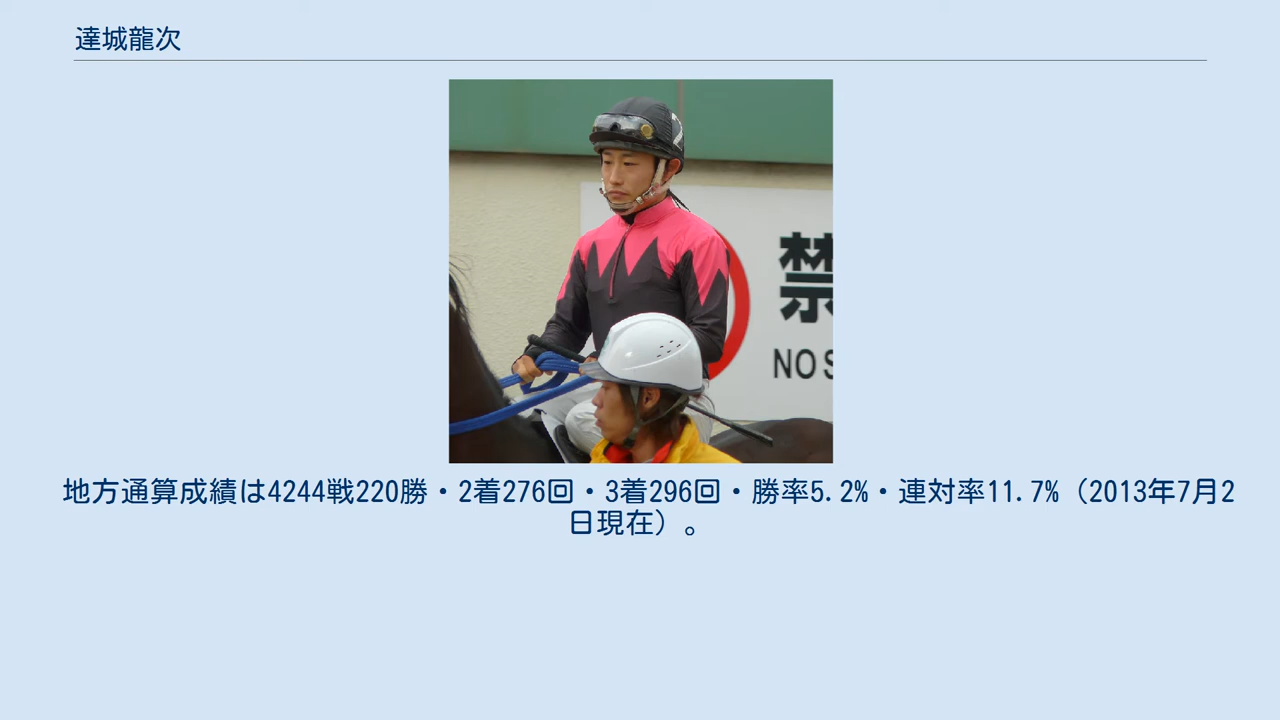 達城龍次
禁
NO S
地方通算成績は4244戦220勝・2着276回・3着296回・勝率5.2%・連対率11.7%（2013年7月2
日現在）。